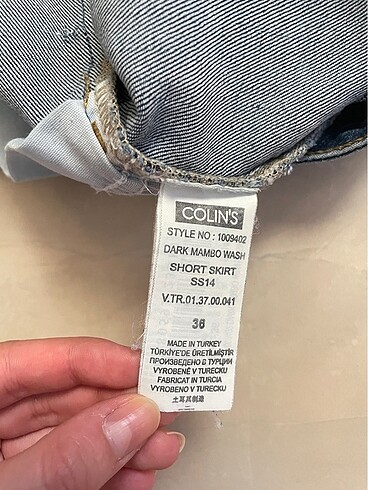 COLIN'S
STYLE NO : 1009402
DARK MAMBO WASH
SHORT SKIRT
SS14
V.TR.01.37.00.041
36
MADE IN TURKEY
TÜRKİYE'DE ÜRETİLMİŞTİR
ПРОИЗВЕДЕНО В ТУРЦИИ
VYROBENÉ V TURECKU
FABRICAT IN TURCIA
VYROBENO V TURECKU
土耳其制造